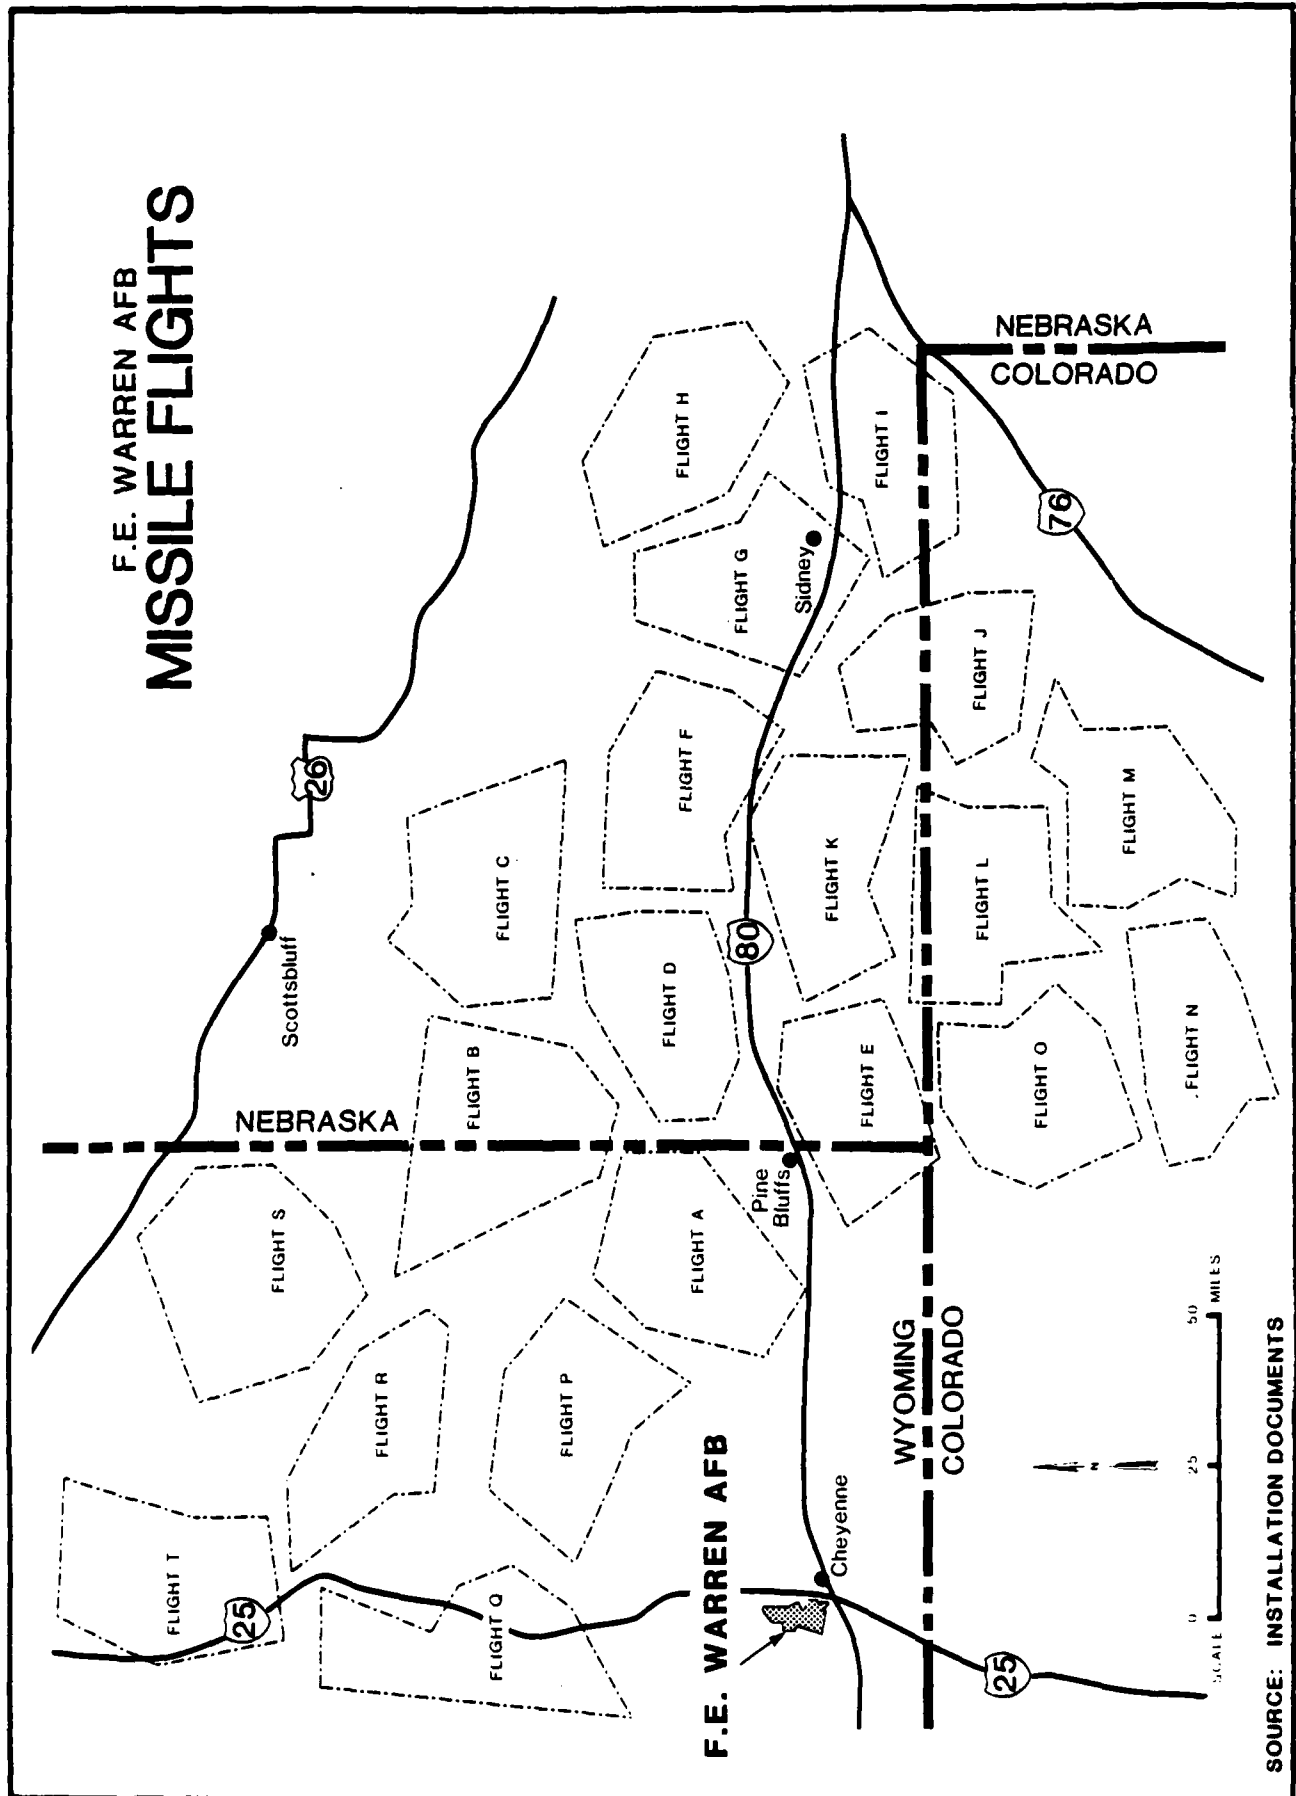 F.E. WARREN AFB
MISSILE FLIGHTS
26
Scottsbluff
NEBRASKA
FLIGHT T
25
FLIGHT S
FLIGHT R
FLIGHT B
FLIGHT C
FLIGHT Q
FLIGHT P
FLIGHT A
FLIGHT D
FLIGHT F
FLIGHT G
FLIGHT H
F.E. WARREN AFB
Pine
Bluffs
80
Sidney
Cheyenne
FLIGHT E
FLIGHT K
FLIGHT I
WYOMING
COLORADO
NEBRASKA
COLORADO
FLIGHT O
FLIGHT L
FLIGHT J
76
25
N
FLIGHT M
FLIGHT N
SCALE
0
25
50
MILES
SOURCE: INSTALLATION DOCUMENTS